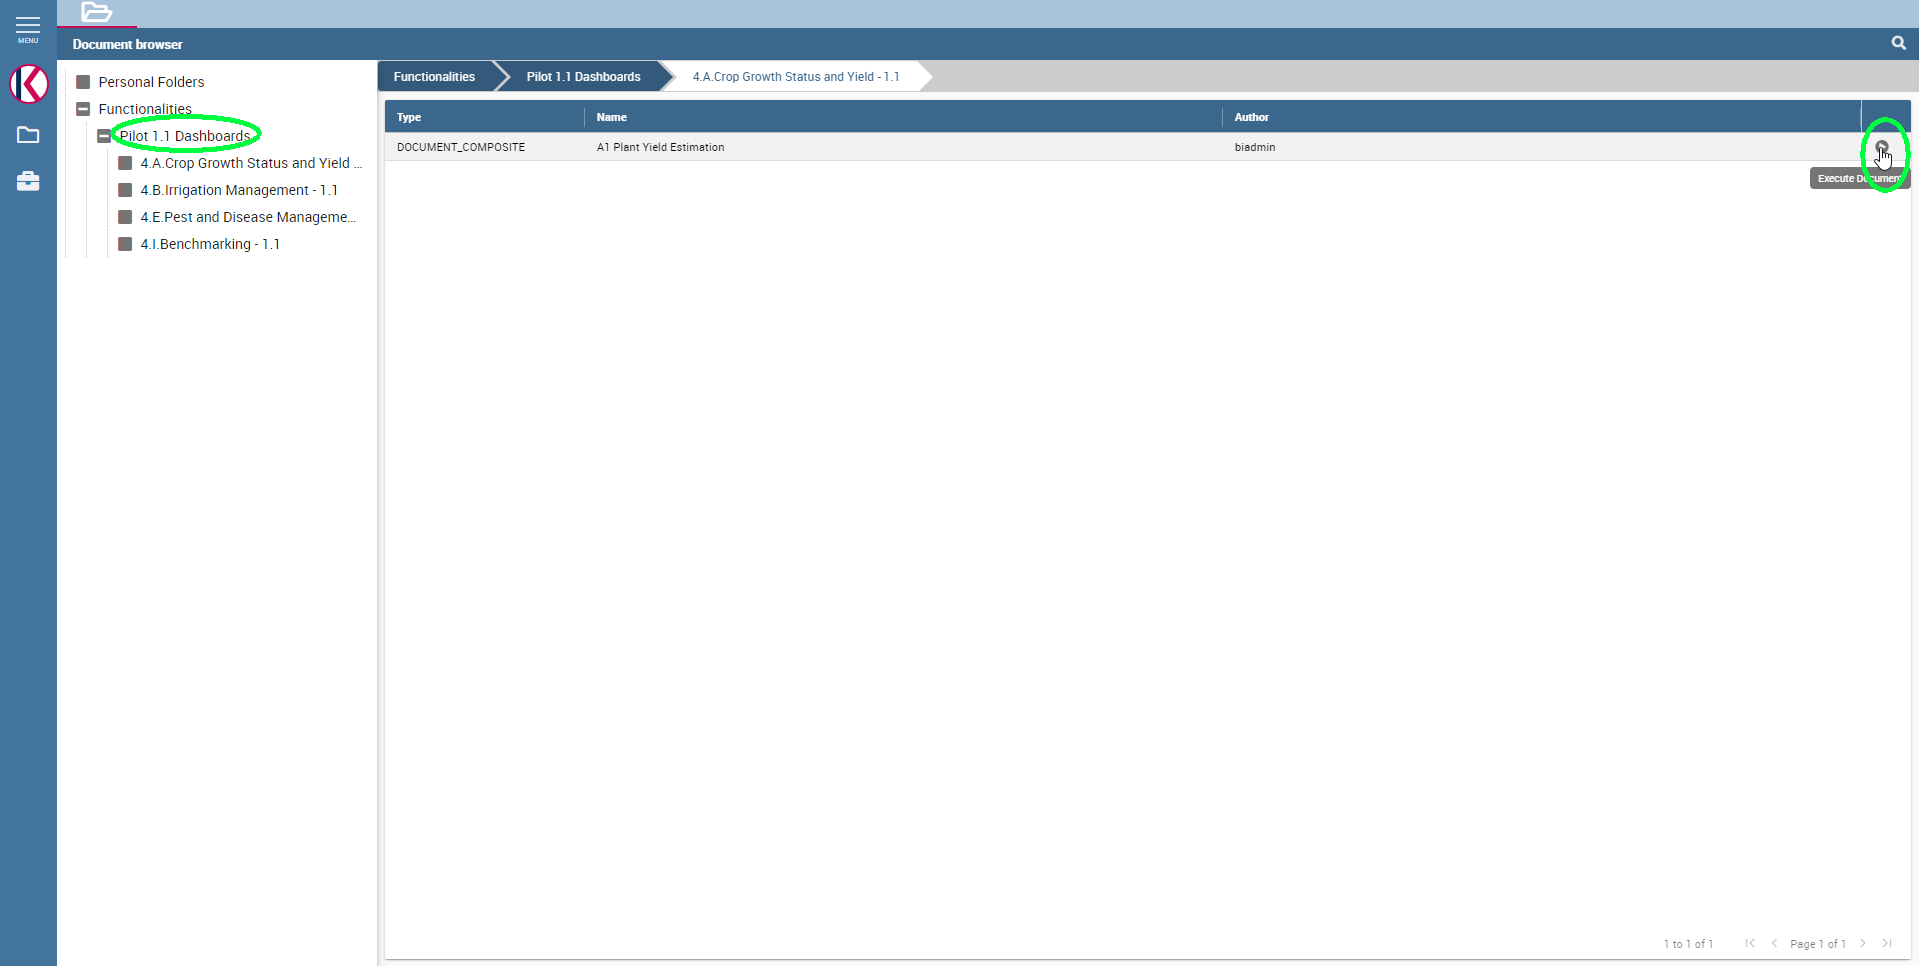 MENU
Document browser
Personal Folders
Functionalities
Pilot 1.1 Dashboards
4.A.Crop Growth Status and Yield ...
4.B.Irrigation Management - 1.1
4.E.Pest and Disease Manageme...
4.I.Benchmarking - 1.1
Functionalities
Pilot 1.1 Dashboards
4.A.Crop Growth Status and Yield - 1.1
Type Name Author
DOCUMENT_COMPOSITE A1 Plant Yield Estimation biadmin
Execute Document
1 to 1 of 1 Page 1 of 1